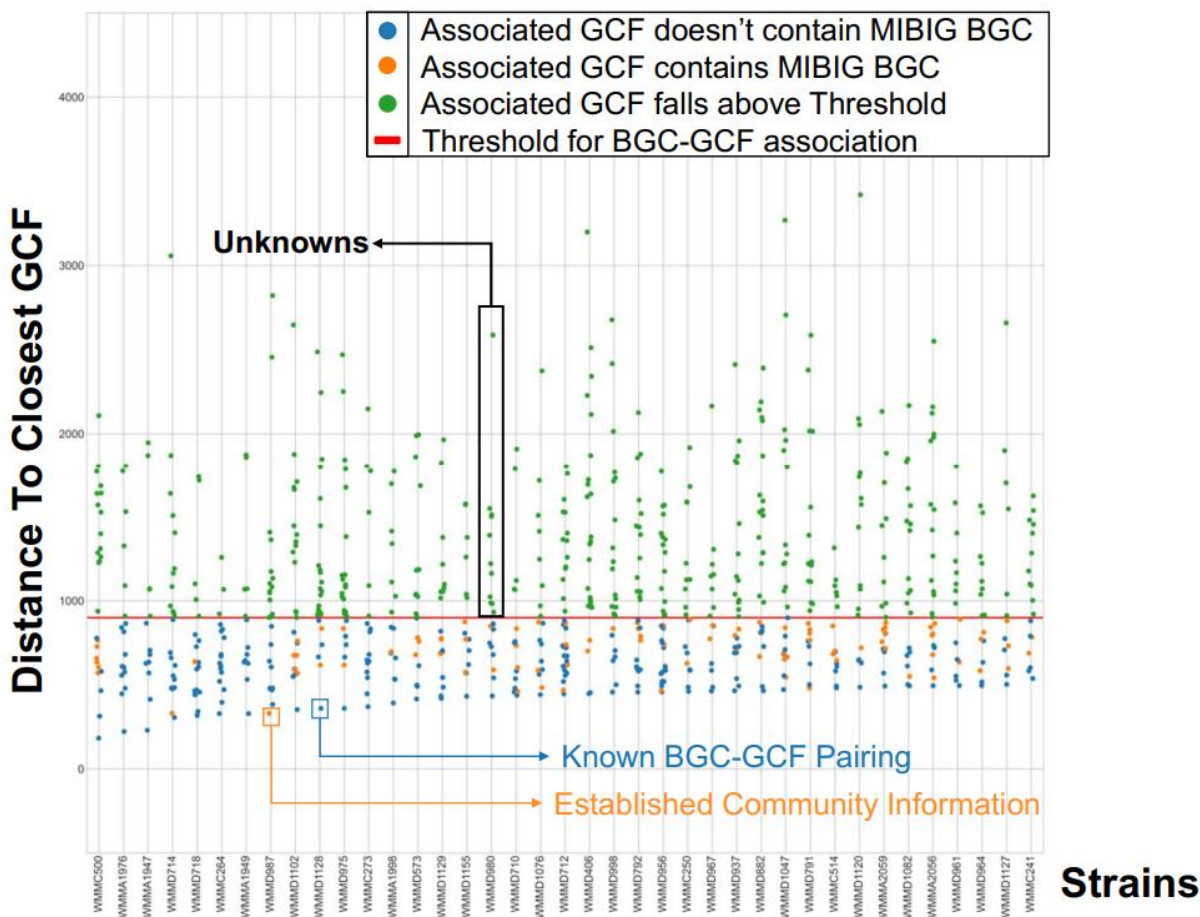 Associated GCF doesn't contain MIBIG BGC
Associated GCF contains MIBIG BGC
Associated GCF falls above Threshold
Threshold for BGC-GCF association
Distance To Closest GCF
4000
3000
2000
1000
0
Unknowns
Known BGC-GCF Pairing
Established Community Information
WMMC500
WMMA1976
WMMA1947
WMMD714
WMMD718
WMMC264
WMMA1949
WMMD987
WMMD1102
WMMD1128
WMMD975
WMMC273
WMMA1998
WMMD573
WMMD1129
WMMD1155
WMMD980
WMMD710
WMMD1076
WMMD712
WMMD406
WMMD998
WMMD792
WMMD956
WMMC250
WMMD967
WMMD937
WMMD882
WMMD1047
WMMD791
WMMC514
WMMD1120
WMMA2059
WMMD1082
WMMA2056
WMMD961
WMMD964
WMMD1127
WMMC241
Strains